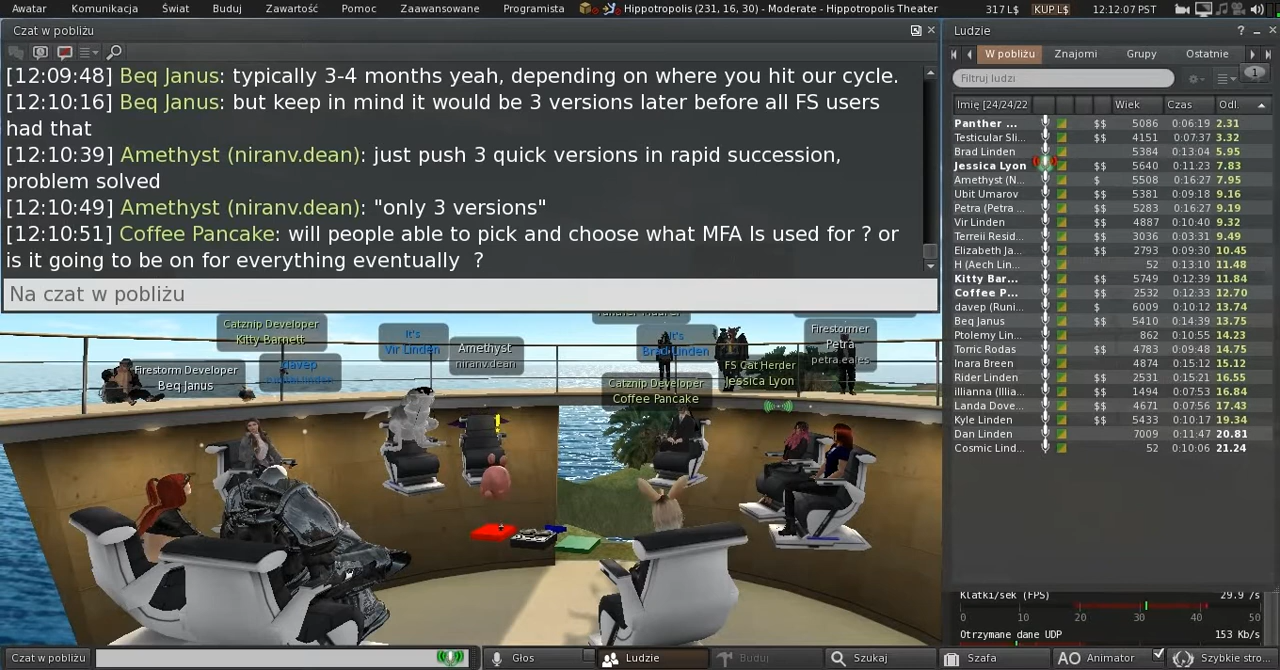 Awatar Komunikacja Świat Buduj Zawartość Pomoc Zaawansowane Programista Hippotropolis (231, 16, 30) - Moderate - Hippotropolis Theater 317 L$ KUP L$ 12:12:07 PST
Czat w pobliżu
[12:09:48] Beq Janus: typically 3-4 months yeah, depending on where you hit our cycle.
[12:10:16] Beq Janus: but keep in mind it would be 3 versions later before all FS users
had that
[12:10:39] Amethyst (niranv.dean): just push 3 quick versions in rapid succession,
problem solved
[12:10:49] Amethyst (niranv.dean): "only 3 versions"
[12:10:51] Coffee Pancake: will people able to pick and choose what MFA Is used for ? or
is it going to be on for everything eventually ?
Na czat w pobliżu
Catznip Developer
Kitty Barnett
It's
Vir Linden
Amethyst
niranv.dean
davep
Firestorm Developer
Beq Janus
It's
Brad Linden
Firestormer
Petra
petra eales
FS Cat Herder
Jessica Lyon
Catznip Developer
Coffee Pancake
Ludzie
W pobliżu Znajomi Grupy Ostatnie
Filtruj ludzi
1
Imię [24/24/22 Wiek Czas Odl.
Panther ... $$ 5086 0:06:19 2.31
Testicular Sli... $$ 4151 0:07:37 3.32
Brad Linden 5384 0:13:04 5.95
Jessica Lyon $$ 5640 0:11:23 7.83
Amethyst (N... $ 5508 0:16:27 7.95
Ubit Umarov $$ 5381 0:09:18 9.16
Petra (Petra ... $$ 5283 0:16:27 9.19
Vir Linden $$ 4887 0:10:40 9.32
Terreii Resid... $$ 3036 0:03:31 9.49
Elizabeth Ja... $$ 2793 0:09:30 10.45
H (Aech Lin... 52 0:13:10 11.48
Kitty Bar... $$ 5749 0:12:39 11.84
Coffee P... $$ 2532 0:12:33 12.70
davep (Runi... $ 6009 0:10:12 13.74
Beq Janus $$ 5410 0:14:39 13.75
Ptolemy Lin... 862 0:10:55 14.23
Torric Rodas $$ 4783 0:09:48 14.75
Inara Breen 4874 0:15:12 15.12
Rider Linden $$ 2531 0:15:21 16.55
illianna (Illia... $$ 1494 0:07:53 16.84
Landa Dove... $$ 4671 0:07:56 17.43
Kyle Linden $$ 5433 0:10:17 19.34
Dan Linden 7009 0:11:47 20.81
Cosmic Lind... 52 0:10:06 21.24
Klatki/sek (FPS) 29.9 /s
0 10 20 30 40 50
Otrzymane dane UDP 153 Kb/s
Czat w pobliżu Głos Ludzie Buduj Szukaj Szafa AO Animator Szybkie stro...